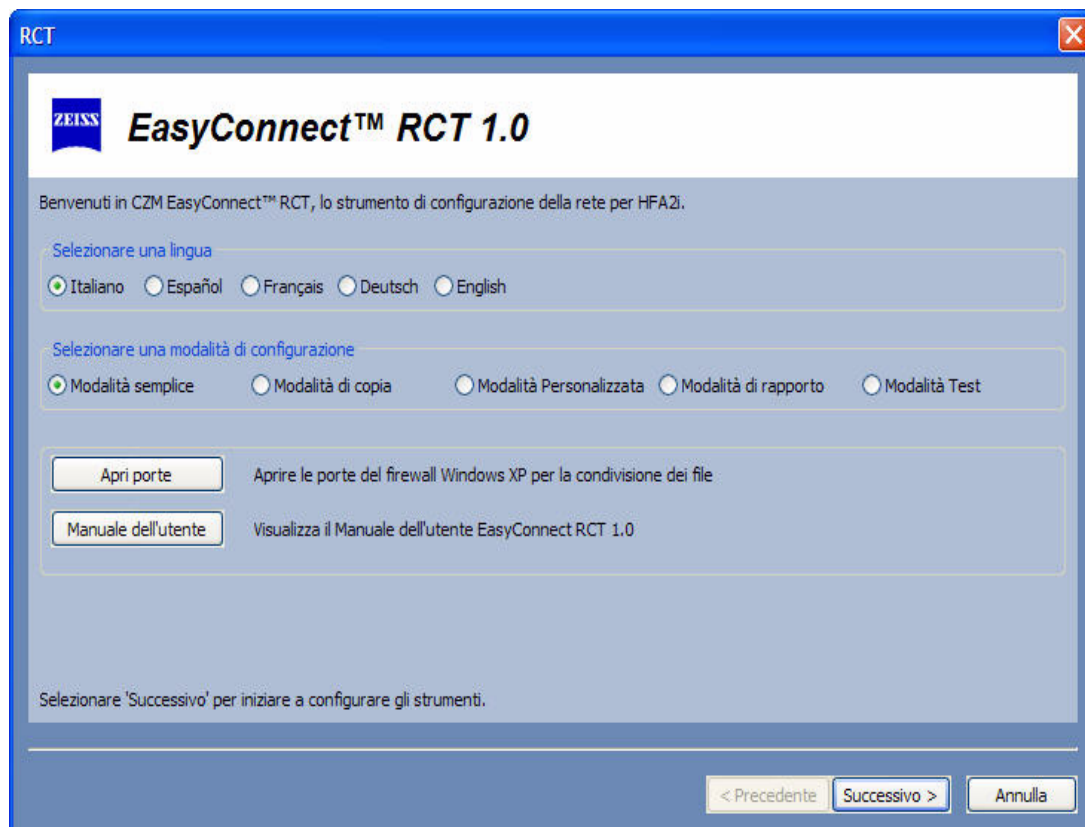 RCT
ZEISS
EasyConnect™ RCT 1.0
Benvenuti in CZM EasyConnect™ RCT, lo strumento di configurazione della rete per HFA2i.
Selezionare una lingua
Italiano Español Français Deutsch English
Selezionare una modalità di configurazione
Modalità semplice Modalità di copia Modalità Personalizzata Modalità di rapporto Modalità Test
Apri porte Aprire le porte del firewall Windows XP per la condivisione dei file
Manuale dell'utente Visualizza il Manuale dell'utente EasyConnect RCT 1.0
Selezionare 'Successivo' per iniziare a configurare gli strumenti.
< Precedente Successivo > Annulla